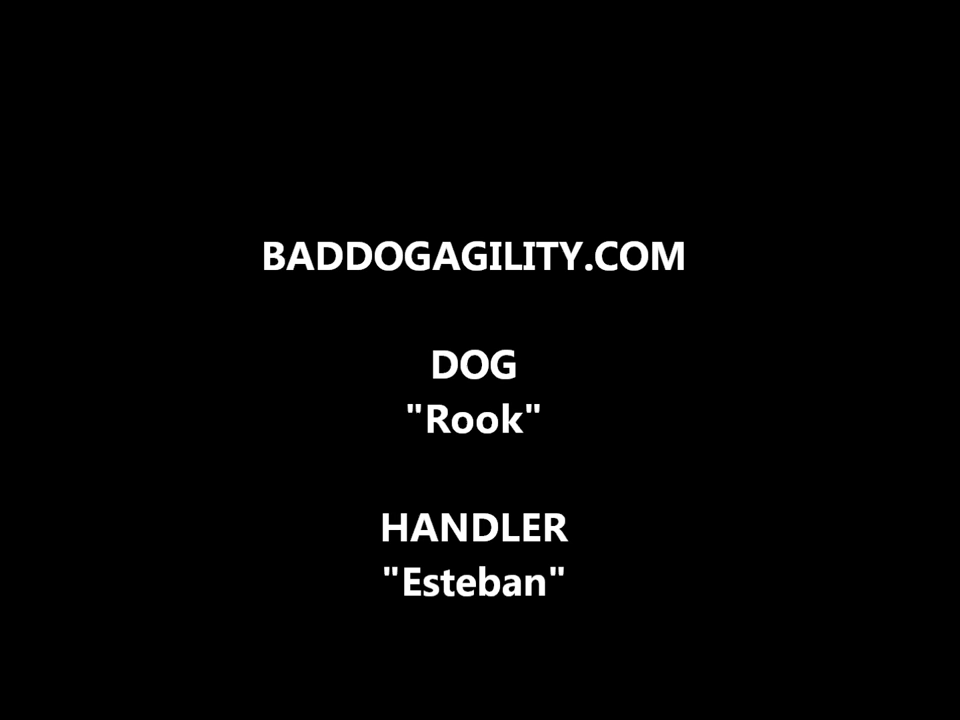 BADDOGAGILITY.COM
DOG
"Rook"
HANDLER
"Esteban"